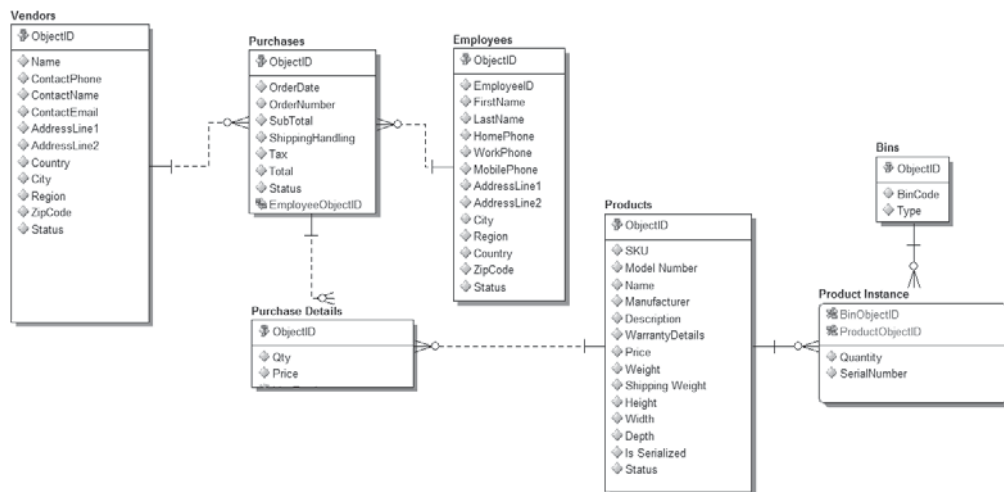 Vendors
ObjectID
Name
ContactPhone
ContactName
ContactEmail
AddressLine1
AddressLine2
Country
City
Region
ZipCode
Status
Purchases
ObjectID
OrderDate
OrderNumber
SubTotal
ShippingHandling
Tax
Total
Status
EmployeeObjectID
Employees
ObjectID
EmployeeID
FirstName
LastName
HomePhone
WorkPhone
MobilePhone
AddressLine1
AddressLine2
City
Region
Country
ZipCode
Status
Purchase Details
ObjectID
Qty
Price
Products
ObjectID
SKU
Model Number
Name
Manufacturer
Description
WarrantyDetails
Price
Weight
Shipping Weight
Height
Width
Depth
Is Serialized
Status
Bins
ObjectID
BinCode
Type
Product Instance
BinObjectID
ProductObjectID
Quantity
SerialNumber